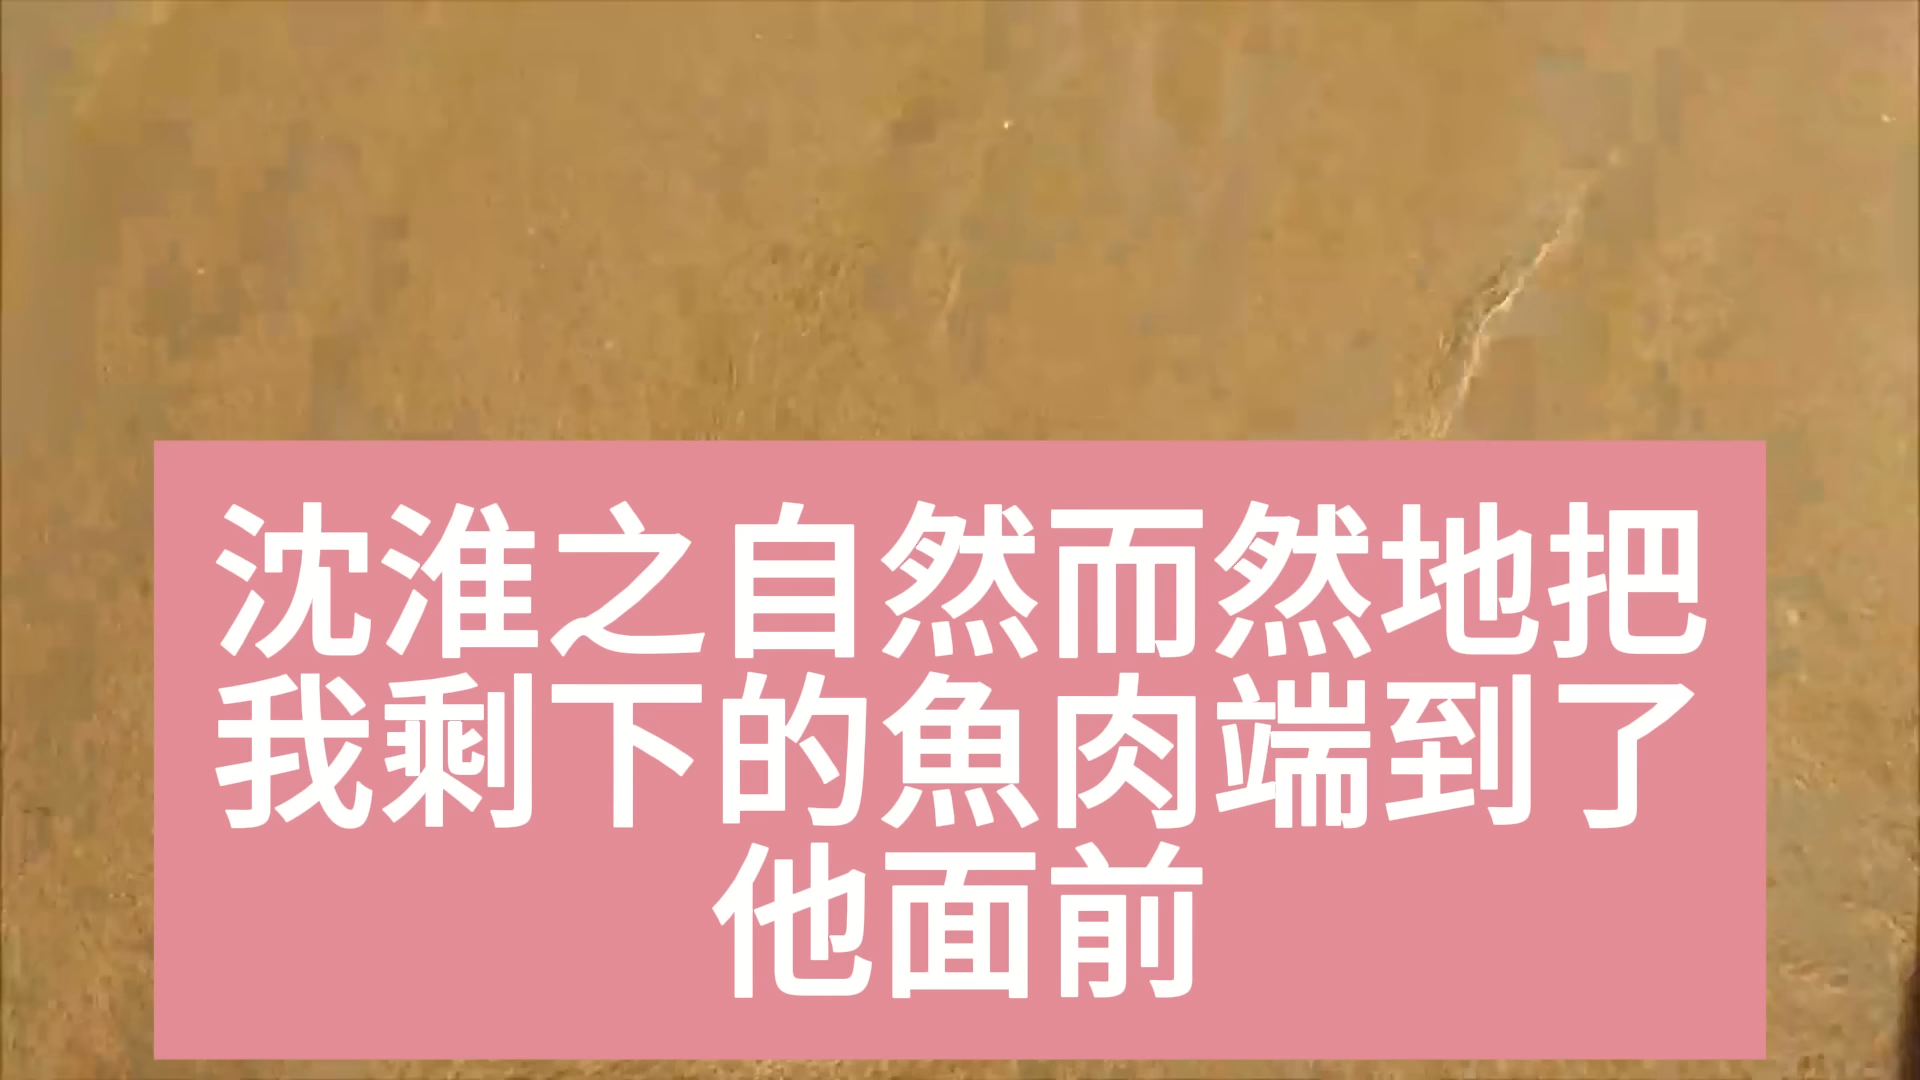 沈淮之自然而然地把
我剩下的魚肉端到了
他面前